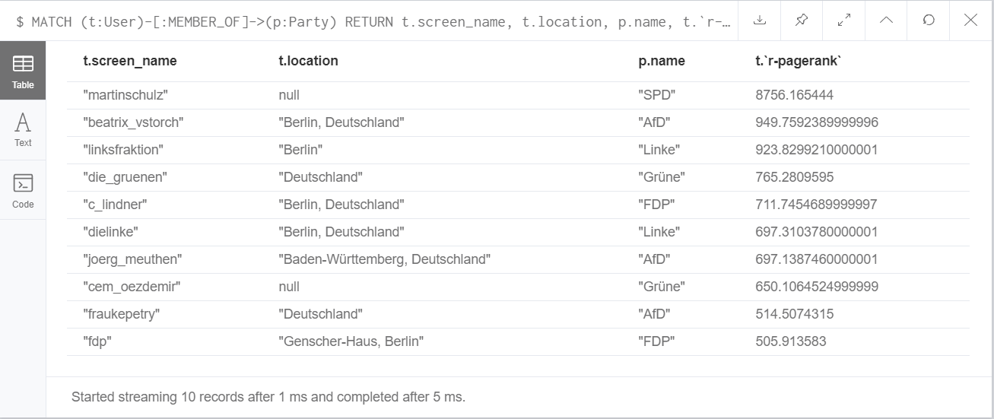 $ MATCH (t:User)-[:MEMBER_OF]->(p:Party) RETURN t.screen_name, t.location, p.name, t.`r-…
t.screen_name t.location p.name t.`r-pagerank`
Table
"martinschulz" null "SPD" 8756.165444
"beatrix_vstorch" "Berlin, Deutschland" "AfD" 949.7592389999996
Text
"linksfraktion" "Berlin" "Linke" 923.8299210000001
"die_gruenen" "Deutschland" "Grüne" 765.2809595
Code
"c_lindner" "Berlin, Deutschland" "FDP" 711.7454689999997
"dielinke" "Berlin, Deutschland" "Linke" 697.3103780000001
"joerg_meuthen" "Baden-Württemberg, Deutschland" "AfD" 697.1387460000001
"cem_oezdemir" null "Grüne" 650.1064524999999
"fraukepetry" "Deutschland" "AfD" 514.5074315
"fdp" "Genscher-Haus, Berlin" "FDP" 505.913583
Started streaming 10 records after 1 ms and completed after 5 ms.